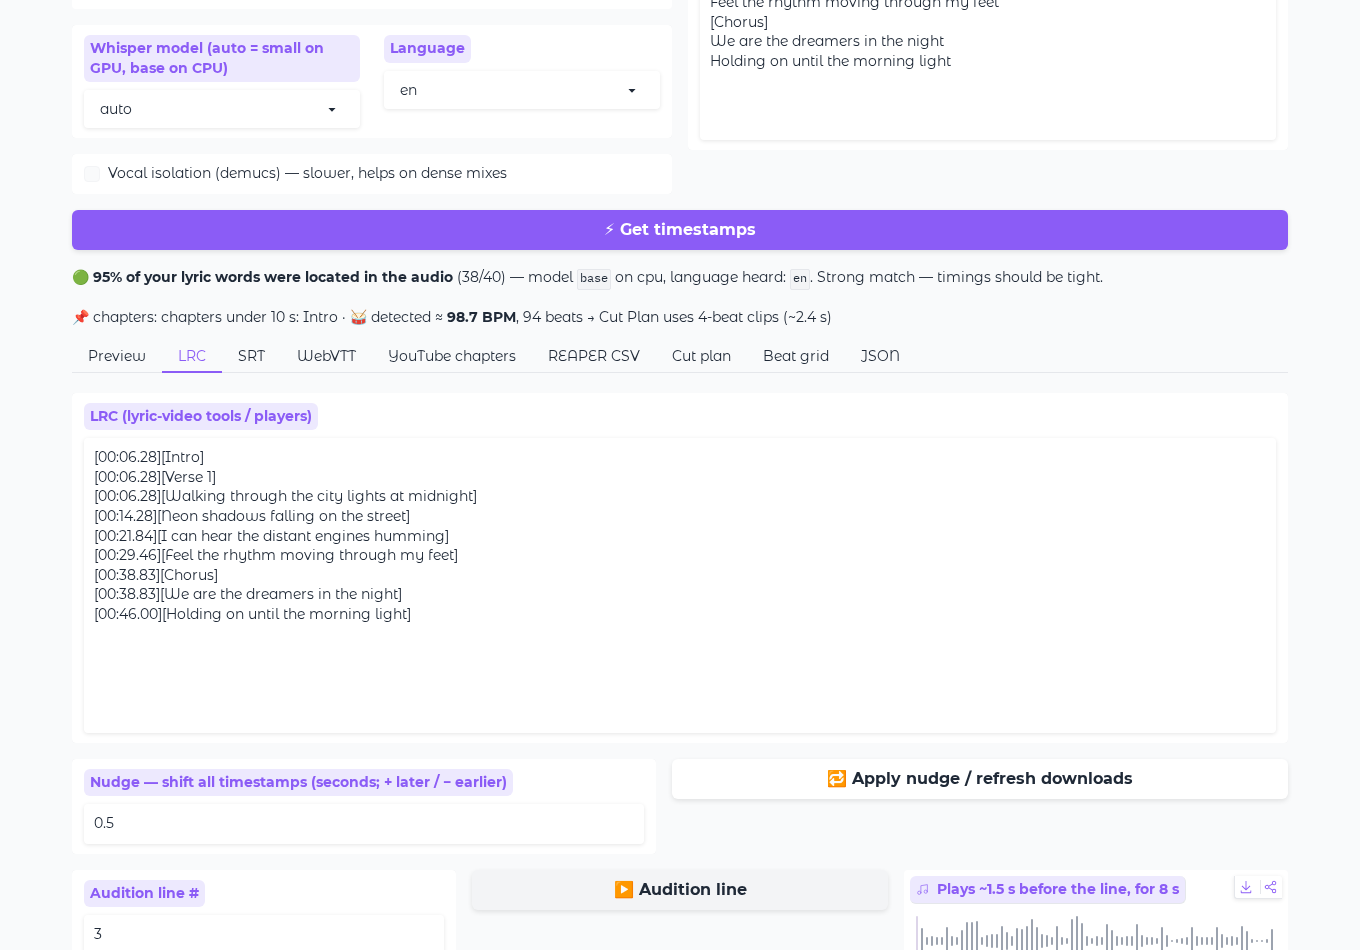 Feel the rhythm moving through my feet
[Chorus]
We are the dreamers in the night
Holding on until the morning light
Whisper model (auto = small on
GPU, base on CPU)
auto
Language
en
Vocal isolation (demucs) — slower, helps on dense mixes
⚡ Get timestamps
🟢 95% of your lyric words were located in the audio (38/40) — model base on cpu, language heard: en. Strong match — timings should be tight.
📌 chapters: chapters under 10 s: Intro · 🥁 detected ≈ 98.7 BPM, 94 beats → Cut Plan uses 4-beat clips (~2.4 s)
Preview LRC SRT WebVTT YouTube chapters REAPER CSV Cut plan Beat grid JSON
LRC (lyric-video tools / players)
[00:06.28][Intro]
[00:06.28][Verse 1]
[00:06.28][Walking through the city lights at midnight]
[00:14.28][Neon shadows falling on the street]
[00:21.84][I can hear the distant engines humming]
[00:29.46][Feel the rhythm moving through my feet]
[00:38.83][Chorus]
[00:38.83][We are the dreamers in the night]
[00:46.00][Holding on until the morning light]
Nudge — shift all timestamps (seconds; + later / − earlier)
0.5
🔁 Apply nudge / refresh downloads
Audition line #
3
▶️ Audition line
Plays ~1.5 s before the line, for 8 s